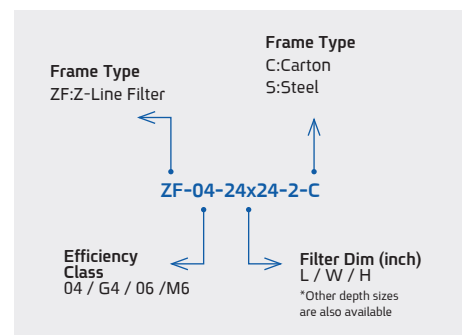 Frame Type
C:Carton
S:Steel
Frame Type
ZF:Z-Line Filter
ZF-04-24x24-2-C
Efficiency
Class
04 / G4 / 06 /M6
Filter Dim (inch)
L / W / H
*Other depth sizes
are also available